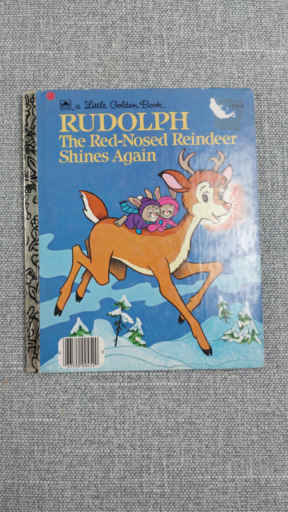 a Little Golden Book
RUDOLPH
The Red-Nosed Reindeer
Shines Again